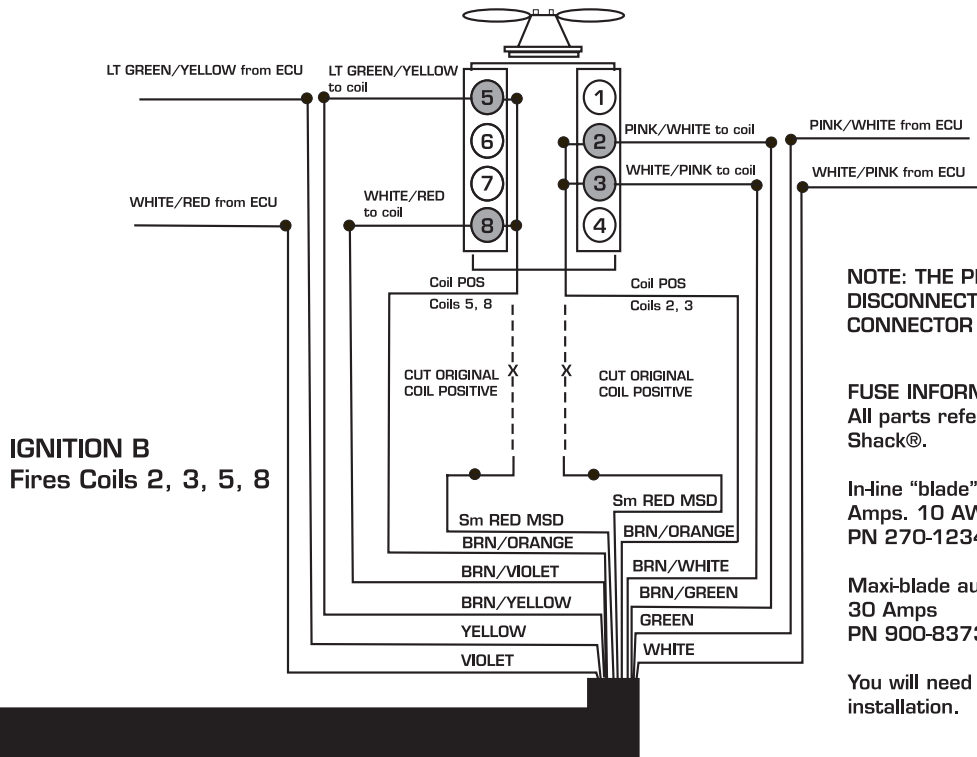 LT GREEN/YELLOW from ECU
LT GREEN/YELLOW
to coil
5
6
7
8
1
2
3
4
PINK/WHITE to coil
PINK/WHITE from ECU
WHITE/PINK to coil
WHITE/PINK from ECU
WHITE/RED from ECU
WHITE/RED
to coil
Coil POS
Coils 5, 8
Coil POS
Coils 2, 3
CUT ORIGINAL
COIL POSITIVE
X
X
CUT ORIGINAL
COIL POSITIVE
IGNITION B
Fires Coils 2, 3, 5, 8
Sm RED MSD
BRN/ORANGE
BRN/VIOLET
BRN/YELLOW
YELLOW
VIOLET
Sm RED MSD
BRN/ORANGE
BRN/WHITE
BRN/GREEN
GREEN
WHITE
NOTE: THE
DISCONNECT
CONNECTOR
FUSE
All parts
Shack®.
In-line “blade”
Amps. 10
PN 270-1234
Maxi-blade
30 Amps
PN
You will need
installation.